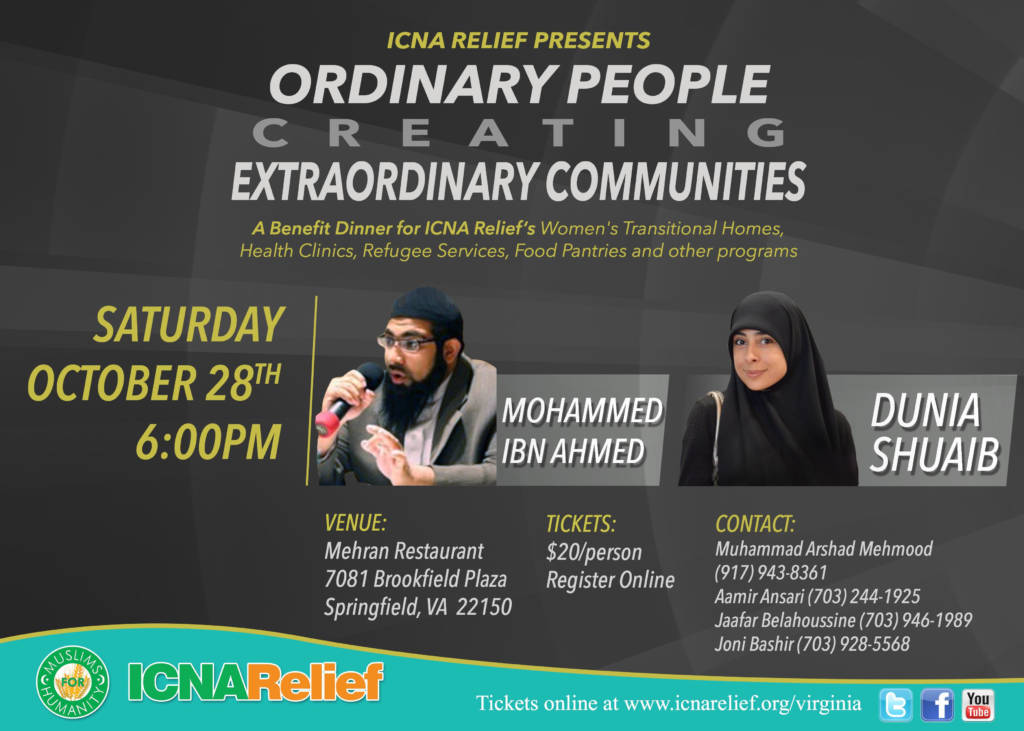 ICNA RELIEF PRESENTS
ORDINARY PEOPLE
CREATING
EXTRAORDINARY COMMUNITIES
A Benefit Dinner for ICNA Relief's Women's Transitional Homes,
Health Clinics, Refugee Services, Food Pantries and other programs
SATURDAY
OCTOBER 28TH
6:00PM
MOHAMMED
IBN AHMED
DUNIA
SHUAIB
VENUE:
Mehran Restaurant
7081 Brookfield Plaza
Springfield, VA 22150
TICKETS:
$20/person
Register Online
CONTACT:
Muhammad Arshad Mehmood
(917) 943-8361
Aamir Ansari (703) 244-1925
Jaafar Belahoussine (703) 946-1989
Joni Bashir (703) 928-5568
MUSLIMS
FOR
HUMANITY
ICNARelief
Tickets online at www.icnarelief.org/virginia
t
f
You
Tube